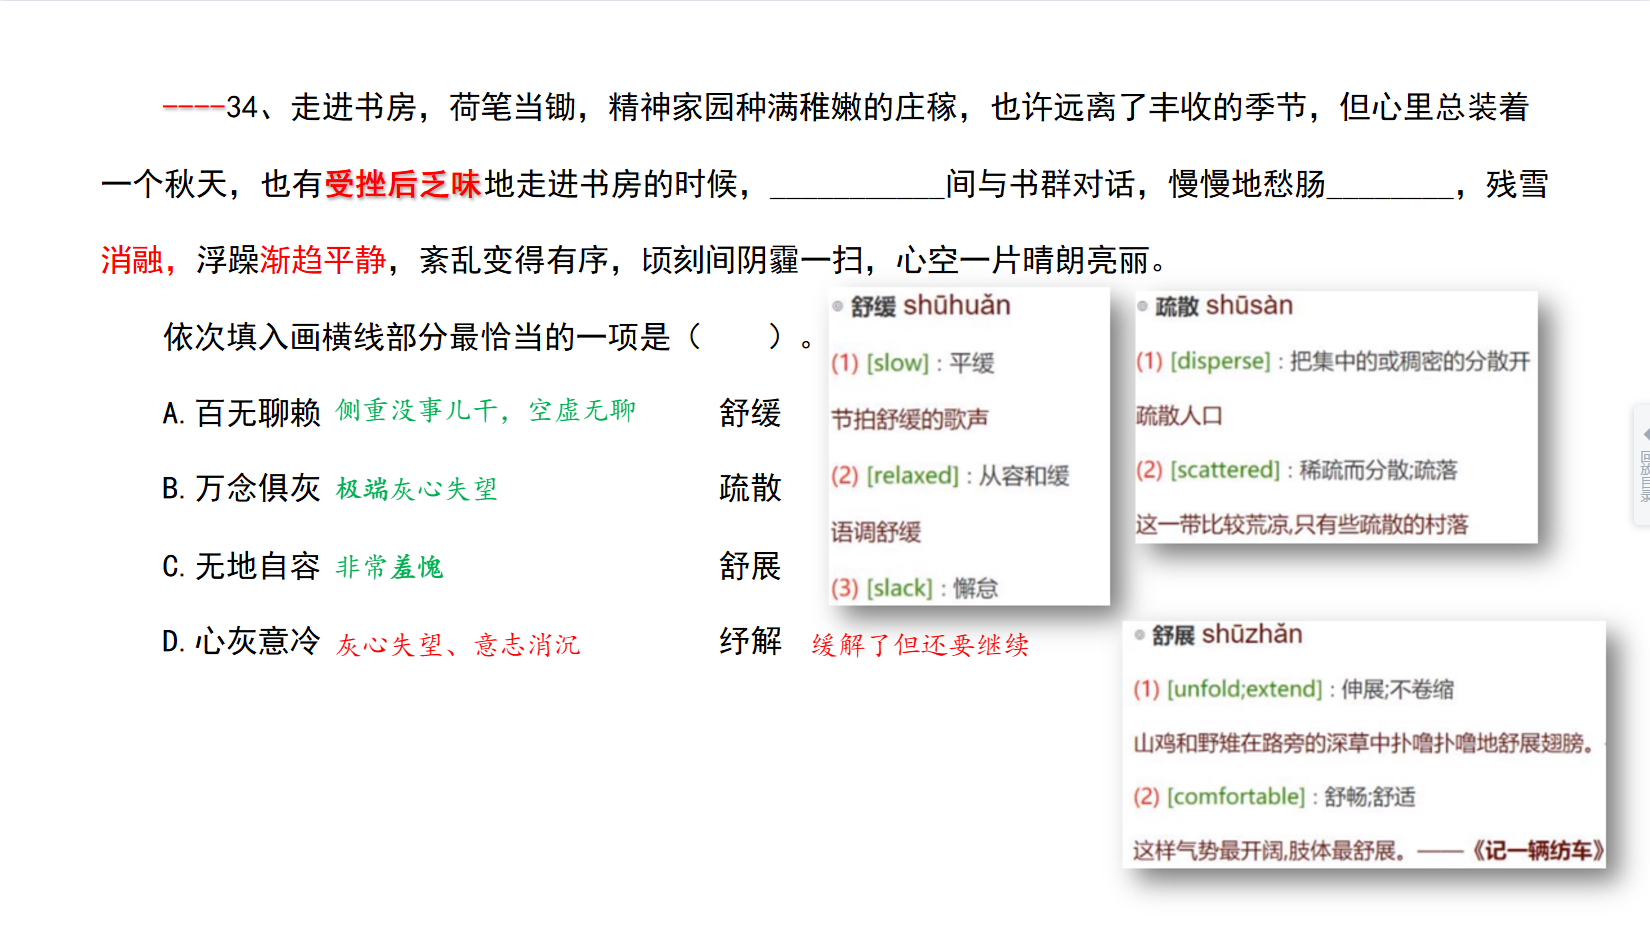 ----34、走进书房，荷笔当锄，精神家园种满稚嫩的庄稼，也许远离了丰收的季节，但心里总装着
一个秋天，也有受挫后乏味地走进书房的时候，___________间与书群对话，慢慢地愁肠________，残雪
消融，浮躁渐趋平静，紊乱变得有序，顷刻间阴霾一扫，心空一片晴朗亮丽。
依次填入画横线部分最恰当的一项是（ ）。
A.百无聊赖 侧重没事儿干，空虚无聊 舒缓
B.万念俱灰 极端灰心失望 疏散
C.无地自容 非常羞愧 舒展
D.心灰意冷 灰心失望、意志消沉 纾解 缓解了但还要继续
舒缓 shūhuǎn
(1) [slow]：平缓
节拍舒缓的歌声
(2) [relaxed]：从容和缓
语调舒缓
(3) [slack]：懈怠
疏散 shūsàn
(1) [disperse]：把集中的或稠密的分散开
疏散人口
(2) [scattered]：稀疏而分散;疏落
这一带比较荒凉,只有些疏散的村落
舒展 shūzhǎn
(1) [unfold;extend]：伸展;不卷缩
山鸡和野雉在路旁的深草中扑噜扑噜地舒展翅膀。
(2) [comfortable]：舒畅;舒适
这样气势最开阔,肢体最舒展。——《记一辆纺车》
回放目录